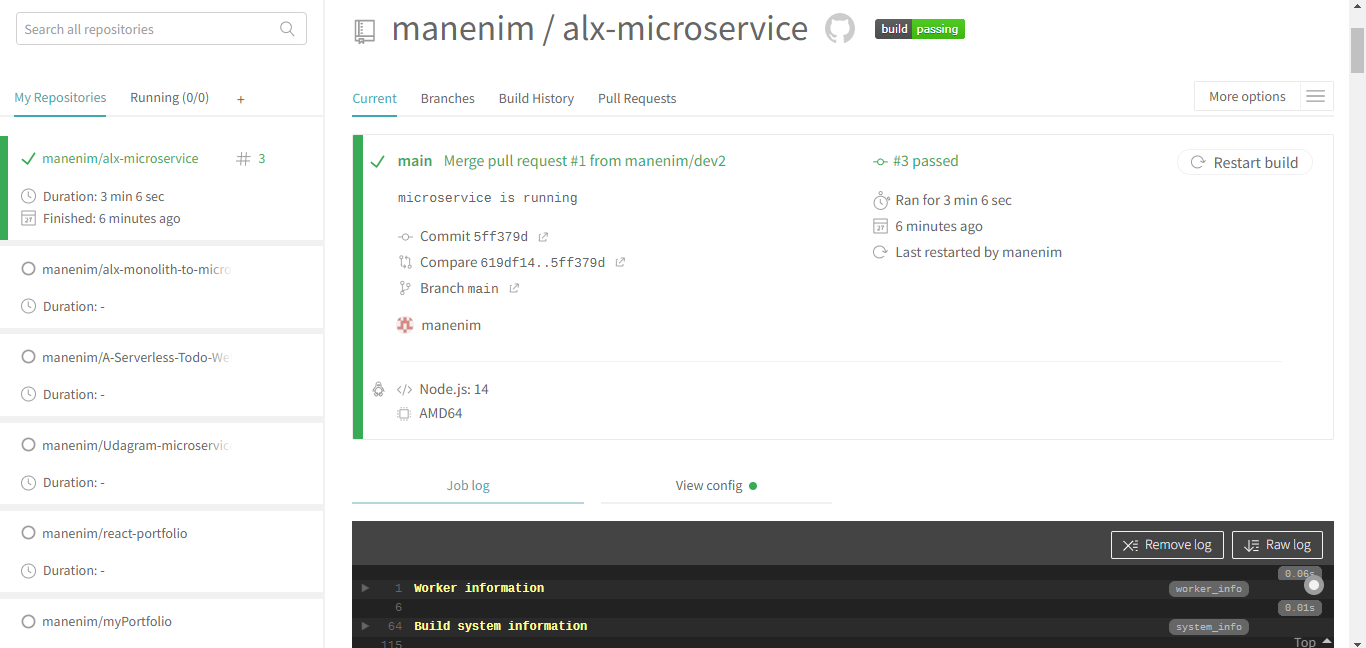 Search all repositories
My Repositories Running (0/0) +
manenim/alx-microservice # 3
Duration: 3 min 6 sec
Finished: 6 minutes ago
manenim/alx-monolith-to-micro
Duration: -
manenim/A-Serverless-Todo-We
Duration: -
manenim/Udagram-microservic
Duration: -
manenim/react-portfolio
Duration: -
manenim/myPortfolio
manenim / alx-microservice build passing
Current Branches Build History Pull Requests More options
main Merge pull request #1 from manenim/dev2
microservice is running
Commit 5ff379d
Compare 619df14..5ff379d
Branch main
manenim
#3 passed
Ran for 3 min 6 sec
6 minutes ago
Last restarted by manenim
Restart build
Node.js: 14
AMD64
Job log View config
Remove log Raw log
0.06s
1 Worker information worker_info
6 0.01s
64 Build system information system_info
115
Top